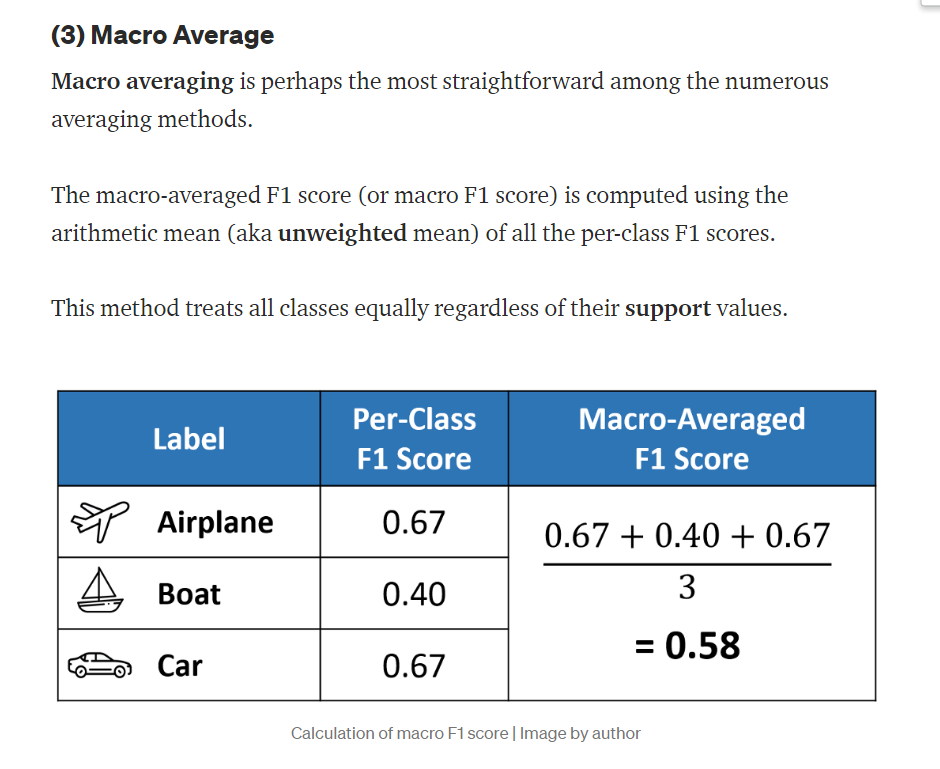 (3) Macro Average
Macro averaging is perhaps the most straightforward among the numerous
averaging methods.
The macro-averaged F1 score (or macro F1 score) is computed using the
arithmetic mean (aka unweighted mean) of all the per-class F1 scores.
This method treats all classes equally regardless of their support values.
Label
Per-Class
F1 Score
Macro-Averaged
F1 Score
Airplane
0.67
Boat
0.40
Car
0.67
0.67 + 0.40 + 0.67
3
= 0.58
Calculation of macro F1 score | Image by author